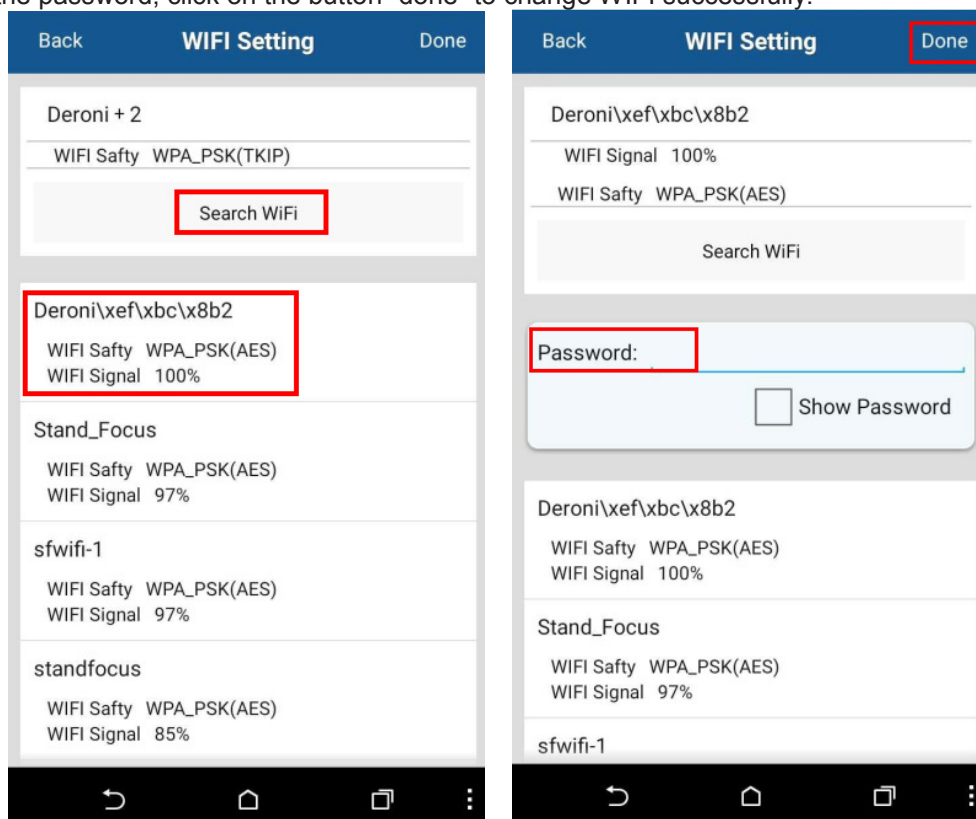 the password, click on the button "done" to change WIFI successfully.
Back WIFI Setting Done
Deroni + 2
WIFI Safty WPA_PSK(TKIP)
Search WiFi
Deroni\xef\xbc\x8b2
WIFI Safty WPA_PSK(AES)
WIFI Signal 100%
Stand_Focus
WIFI Safty WPA_PSK(AES)
WIFI Signal 97%
sfwifi-1
WIFI Safty WPA_PSK(AES)
WIFI Signal 97%
standfocus
WIFI Safty WPA_PSK(AES)
WIFI Signal 85%
Back WIFI Setting Done
Deroni\xef\xbc\x8b2
WIFI Signal 100%
WIFI Safty WPA_PSK(AES)
Search WiFi
Password:
Show Password
Deroni\xef\xbc\x8b2
WIFI Safty WPA_PSK(AES)
WIFI Signal 100%
Stand_Focus
WIFI Safty WPA_PSK(AES)
WIFI Signal 97%
sfwifi-1